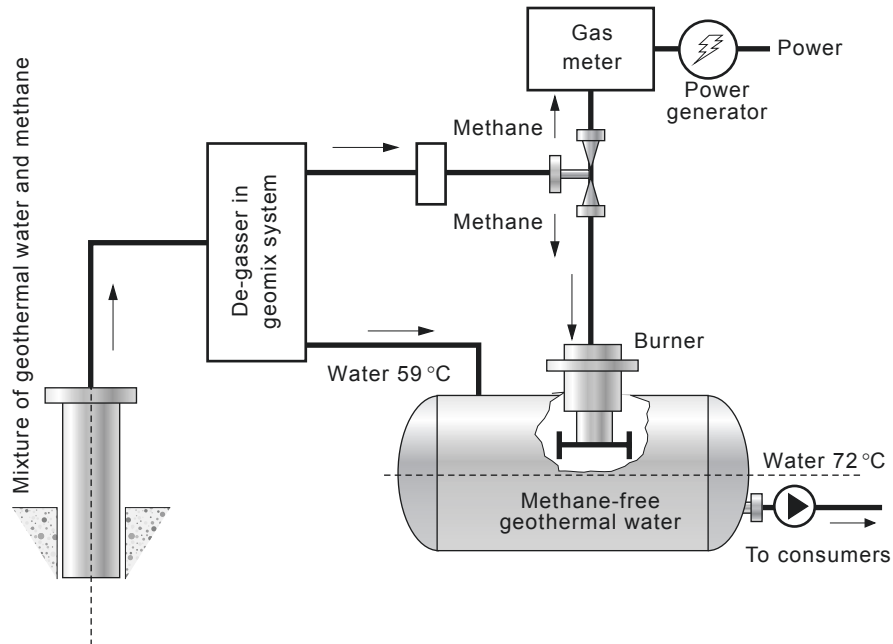 Gas
meter
Power
Power
generator
Methane
Methane
Mixture of geothermal water and methane
De-gasser in
geomix system
Burner
Water 59 °C
Water 72 °C
Methane-free
geothermal water
To consumers